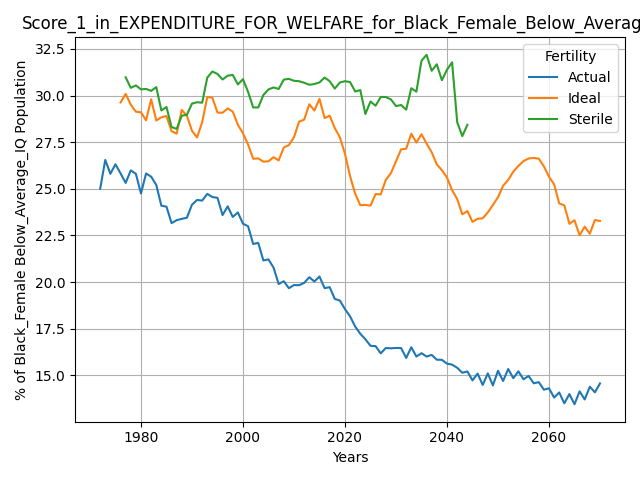 Score_1_in_EXPENDITURE_FOR_WELFARE_for_Black_Female_Below_Averag
% of Black_Female Below_Average_IQ Population
32.5
30.0
27.5
25.0
22.5
20.0
17.5
15.0
Fertility
Actual
Ideal
Sterile
1980
2000
2020
2040
2060
Years